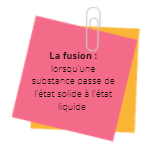 La fusion :
lorsqu'une
substance passe de
l'état solide à l'état
liquide